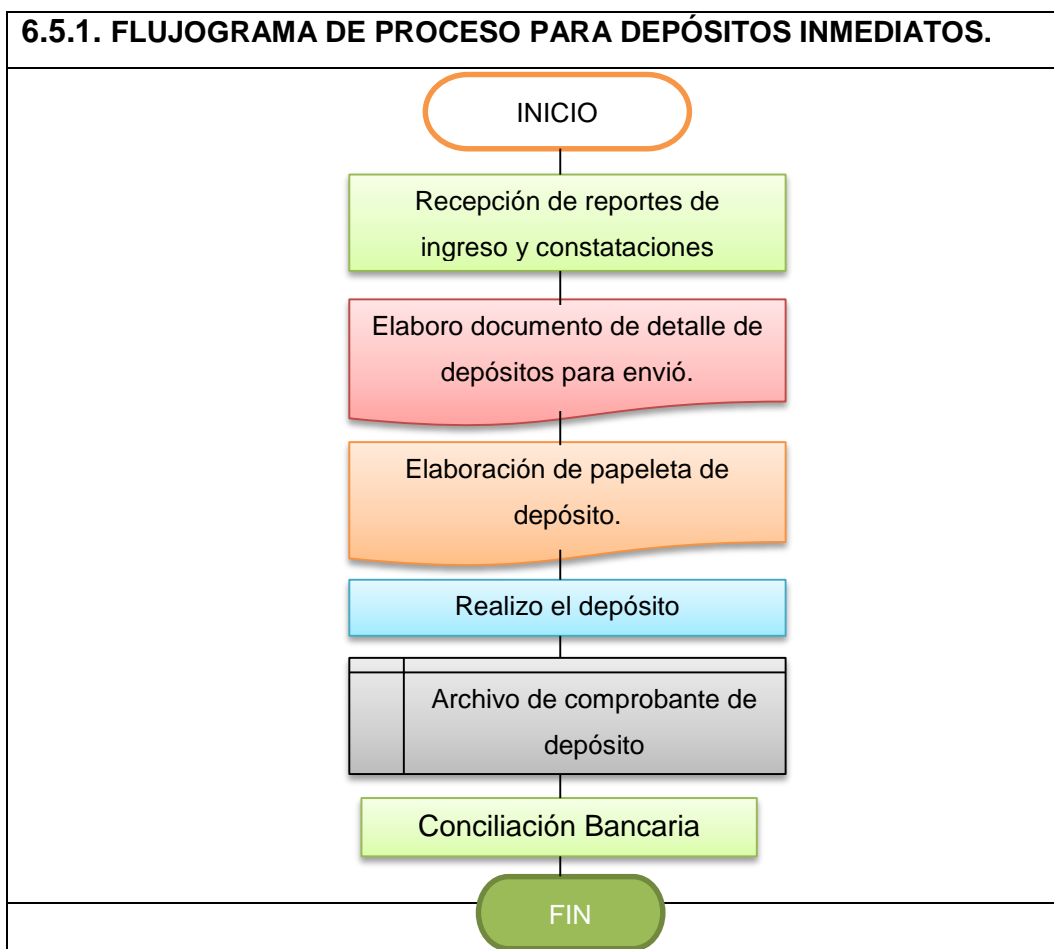 6.5.1. FLUJOGRAMA DE PROCESO PARA DEPÓSITOS INMEDIATOS.
INICIO
Recepción de reportes de
ingreso y constataciones
Elaboro documento de detalle de
depósitos para envió.
Elaboración de papeleta de
depósito.
Realizo el depósito
Archivo de comprobante de
depósito
Conciliación Bancaria
FIN